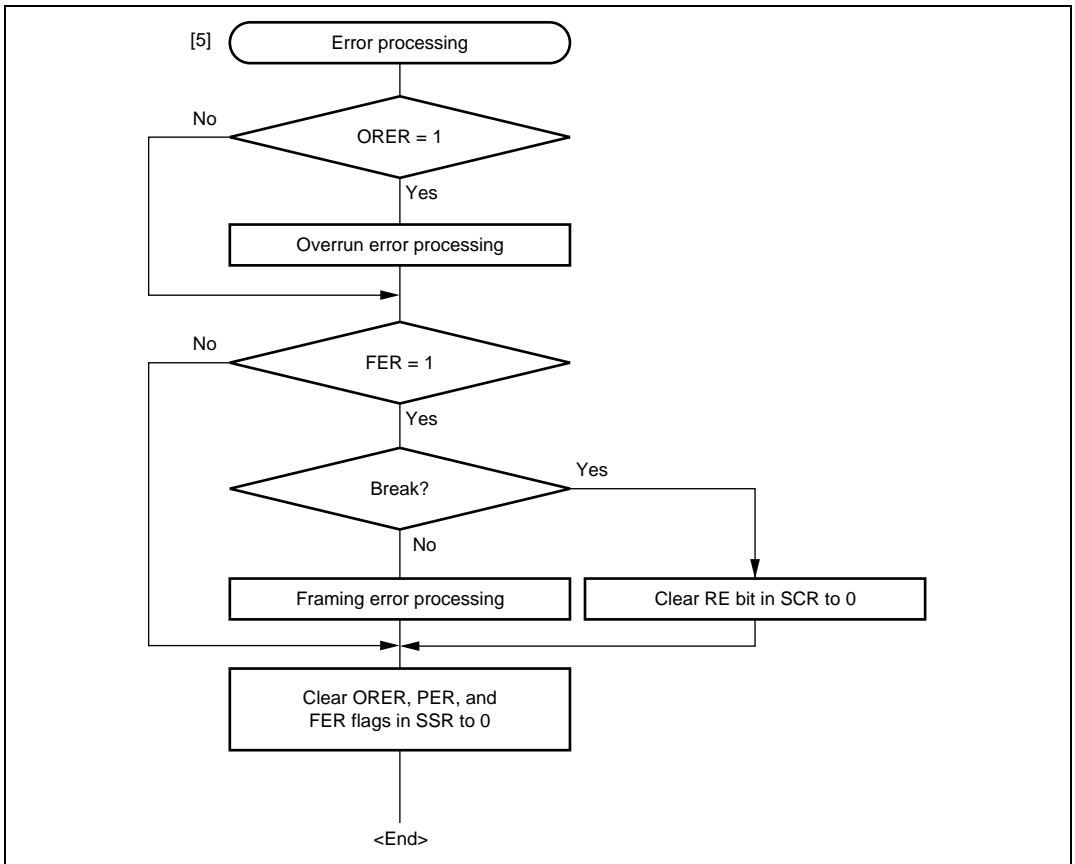 [5]
Error processing
No
ORER = 1
Yes
Overrun error processing
No
FER = 1
Yes
Yes
Break?
No
Framing error processing
Clear RE bit in SCR to 0
Clear ORER, PER, and
FER flags in SSR to 0
<End>